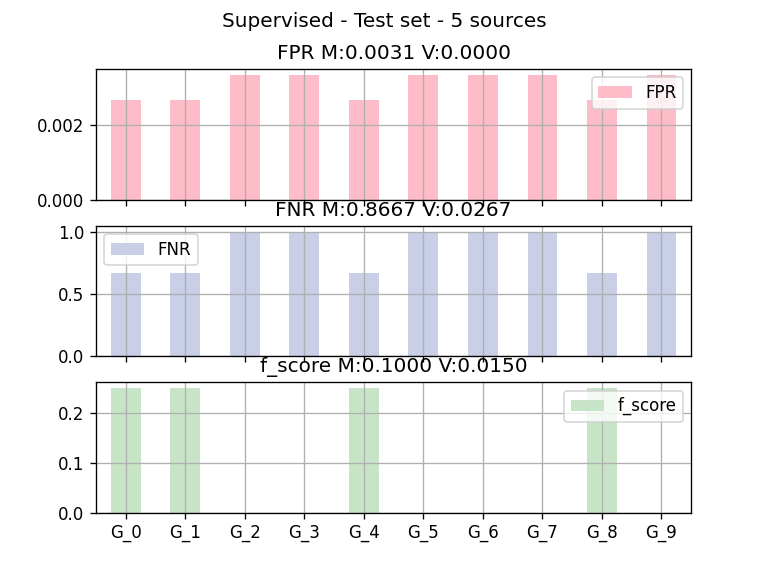 Supervised - Test set - 5 sources
FPR M:0.0031 V:0.0000
FPR
0.002
0.000
FNR M:0.8667 V:0.0267
FNR
1.0
0.5
0.0
f_score M:0.1000 V:0.0150
f_score
0.2
0.1
0.0
G_0 G_1 G_2 G_3 G_4 G_5 G_6 G_7 G_8 G_9